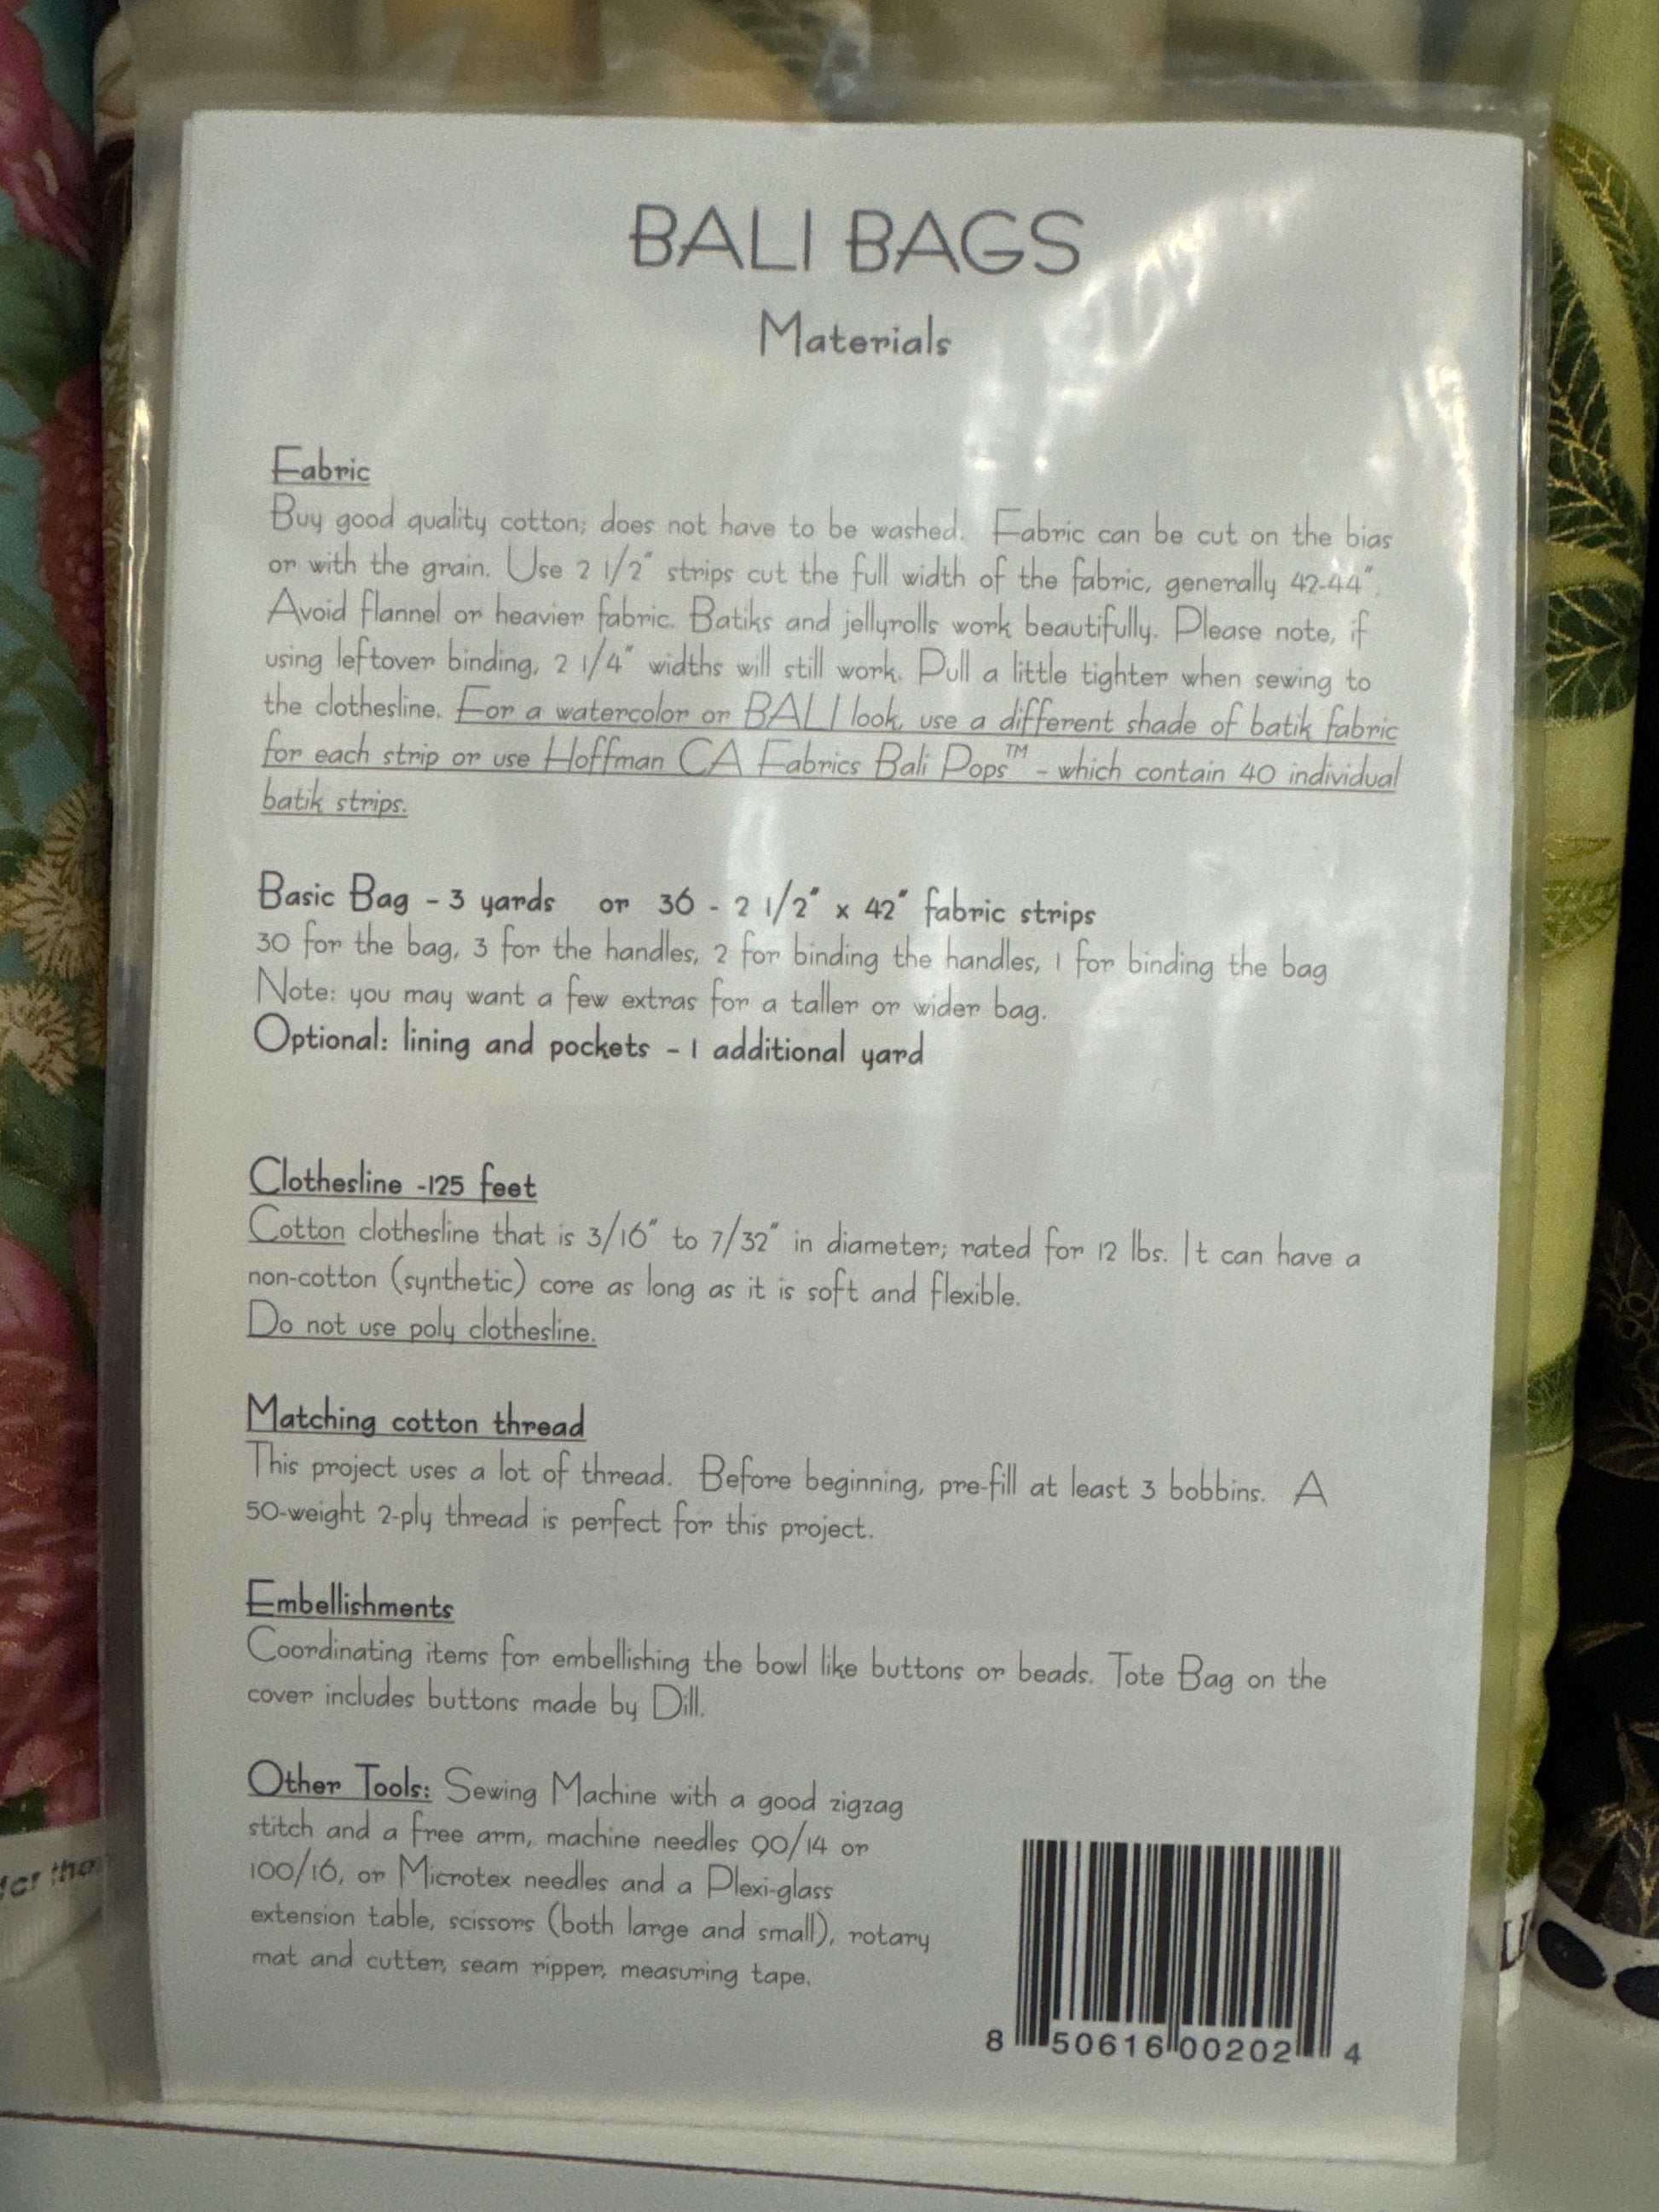 BALI BAGS
Materials
Fabric
Buy good quality cotton; does not have to be washed. Fabric can be cut on the bias
or with the grain. Use 2 1/2" strips cut the full width of the fabric, generally 42-44".
Avoid flannel or heavier fabric. Batiks and jellyrolls work beautifully. Please note, if
using leftover binding, 2 1/4" widths will still work. Pull a little tighter when sewing to
the clothesline. For a watercolor or BALI look, use a different shade of batik fabric
for each strip or use Hoffman CA Fabrics Bali Pops™ - which contain 40 individual
batik strips.
Basic Bag - 3 yards or 36 - 2 1/2" x 42" fabric strips
30 for the bag, 3 for the handles, 2 for binding the handles, 1 for binding the bag
Note: you may want a few extras for a taller or wider bag.
Optional: lining and pockets - 1 additional yard
Clothesline -125 feet
Cotton clothesline that is 3/16" to 7/32" in diameter; rated for 12 lbs. It can have a
non-cotton (synthetic) core as long as it is soft and flexible.
Do not use poly clothesline.
Matching cotton thread
This project uses a lot of thread. Before beginning, pre-fill at least 3 bobbins. A
50-weight 2-ply thread is perfect for this project.
Embellishments
Coordinating items for embellishing the bowl like buttons or beads. Tote Bag on the
cover includes buttons made by Dill.
Other Tools: Sewing Machine with a good zigzag
stitch and a free arm, machine needles 90/14 or
100/16, or Microtex needles and a Plexi-glass
extension table, scissors (both large and small), rotary
mat and cutter, seam ripper, measuring tape.
8 50616 00202 4